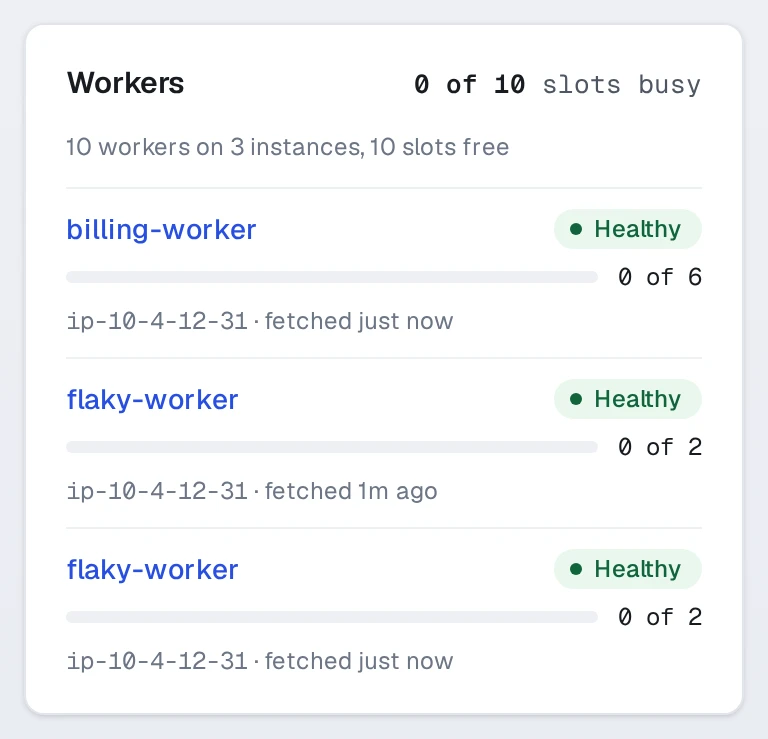 Workers
0 of 10 slots busy
10 workers on 3 instances, 10 slots free
billing-worker
Healthy
0 of 6
ip-10-4-12-31 · fetched just now
flaky-worker
Healthy
0 of 2
ip-10-4-12-31 · fetched 1m ago
flaky-worker
Healthy
0 of 2
ip-10-4-12-31 · fetched just now